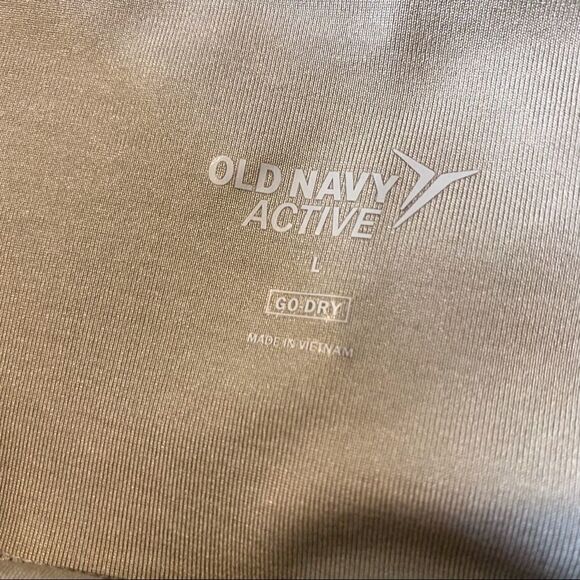 OLD NAVY
ACTIVE
L
GO-DRY
MADE IN VIETNAM